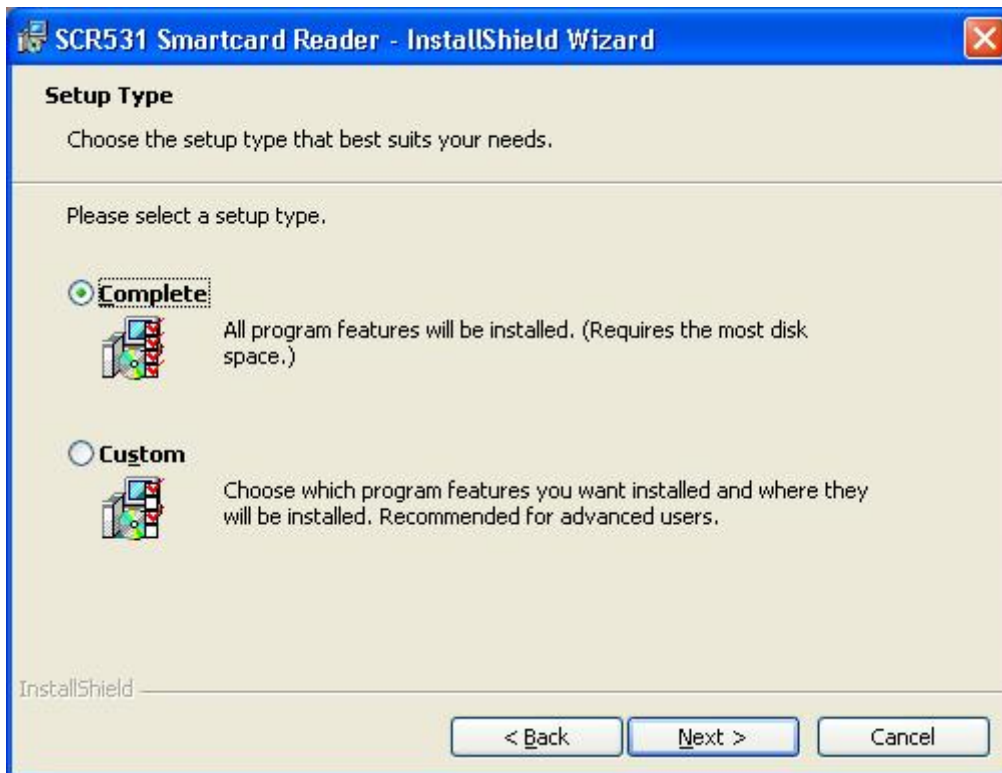 SCR531 Smartcard Reader - InstallShield Wizard
Setup Type
Choose the setup type that best suits your needs.
Please select a setup type.
Complete
All program features will be installed. (Requires the most disk
space.)
Custom
Choose which program features you want installed and where they
will be installed. Recommended for advanced users.
InstallShield
< Back Next > Cancel